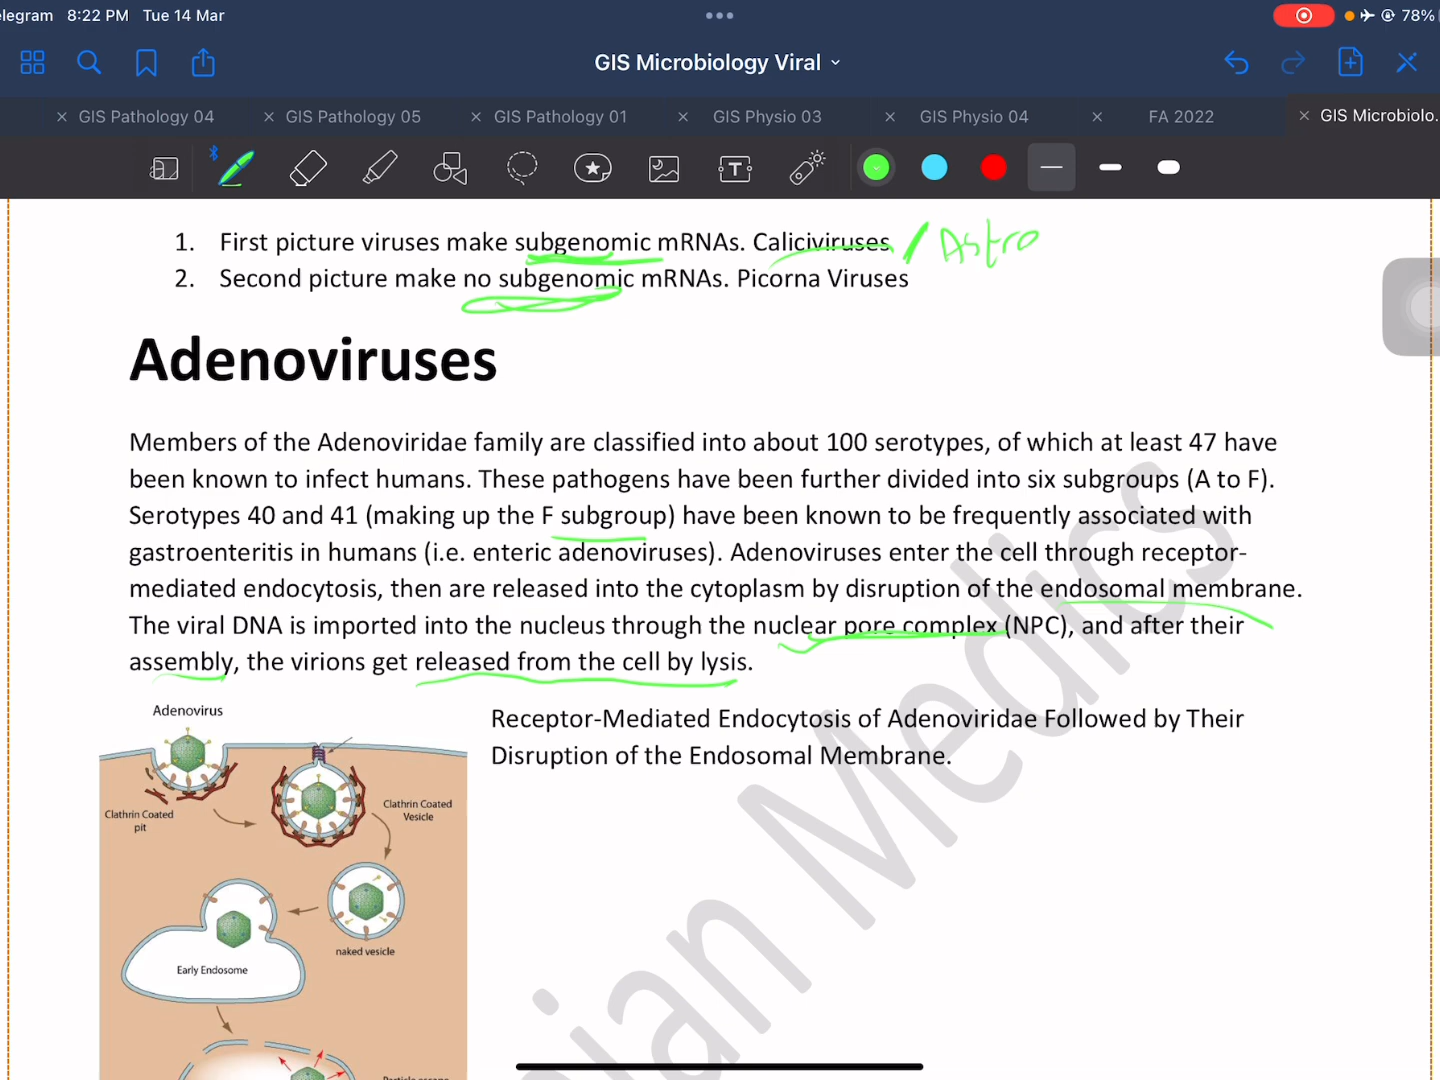 elegram 8:22 PM Tue 14 Mar
78%
GIS Microbiology Viral
GIS Pathology 04
GIS Pathology 05
GIS Pathology 01
GIS Physio 03
GIS Physio 04
FA 2022
GIS Microbiolo.
1. First picture viruses make subgenomic mRNAs. Caliciviruses / Astro
2. Second picture make no subgenomic mRNAs. Picorna Viruses
Adenoviruses
Members of the Adenoviridae family are classified into about 100 serotypes, of which at least 47 have
been known to infect humans. These pathogens have been further divided into six subgroups (A to F).
Serotypes 40 and 41 (making up the F subgroup) have been known to be frequently associated with
gastroenteritis in humans (i.e. enteric adenoviruses). Adenoviruses enter the cell through receptor-
mediated endocytosis, then are released into the cytoplasm by disruption of the endosomal membrane.
The viral DNA is imported into the nucleus through the nuclear pore complex (NPC), and after their
assembly, the virions get released from the cell by lysis.
Receptor-Mediated Endocytosis of Adenoviridae Followed by Their
Disruption of the Endosomal Membrane.
Adenovirus
Clathrin Coated
pit
Clathrin Coated
Vesicle
naked vesicle
Early Endosome
ian Medics